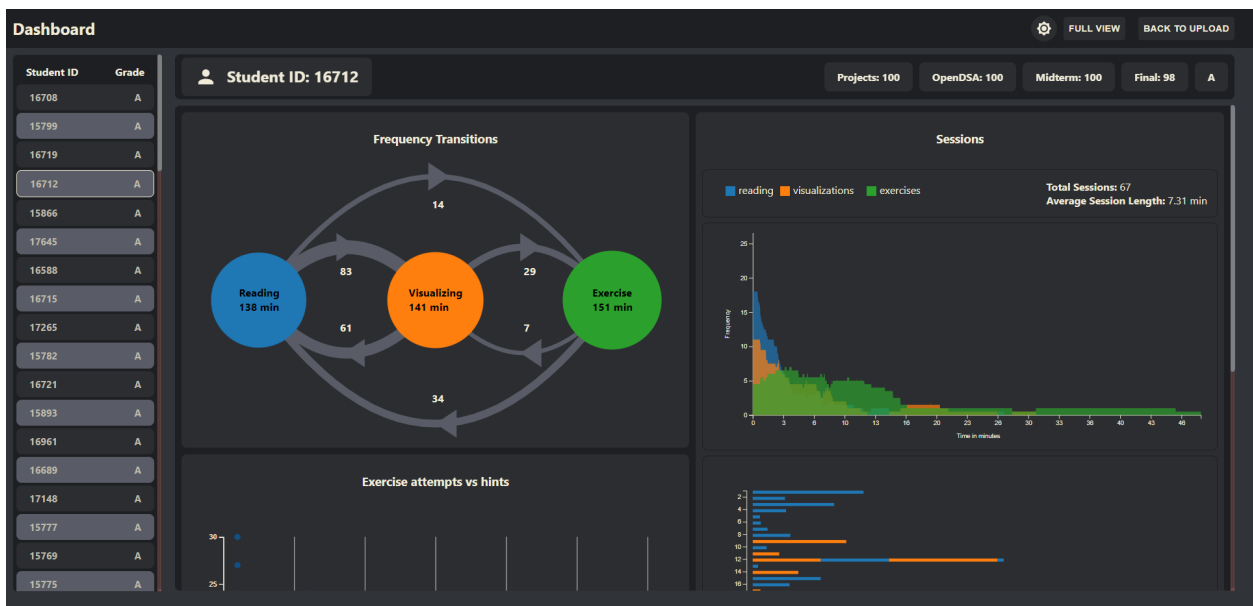 Dashboard
FULL VIEW
BACK TO UPLOAD
Student ID Grade
16708 A
15799 A
16719 A
16712 A
15866 A
17645 A
16588 A
16715 A
17265 A
15782 A
16721 A
15893 A
16961 A
16689 A
17148 A
15777 A
15769 A
15775 A
Student ID: 16712
Projects: 100
OpenDSA: 100
Midterm: 100
Final: 98
A
Frequency Transitions
14
83
29
Reading
138 min
Visualizing
141 min
Exercise
151 min
61
7
34
Exercise attempts vs hints
30
25
Sessions
reading visualizations exercises
Total Sessions: 67
Average Session Length: 7.31 min
25
20
15
10
5
0
Frequency
0 3 6 10 13 16 20 23 26 30 33 36 40 43 46
Time in minutes
2
4
6
8
10
12
14
16